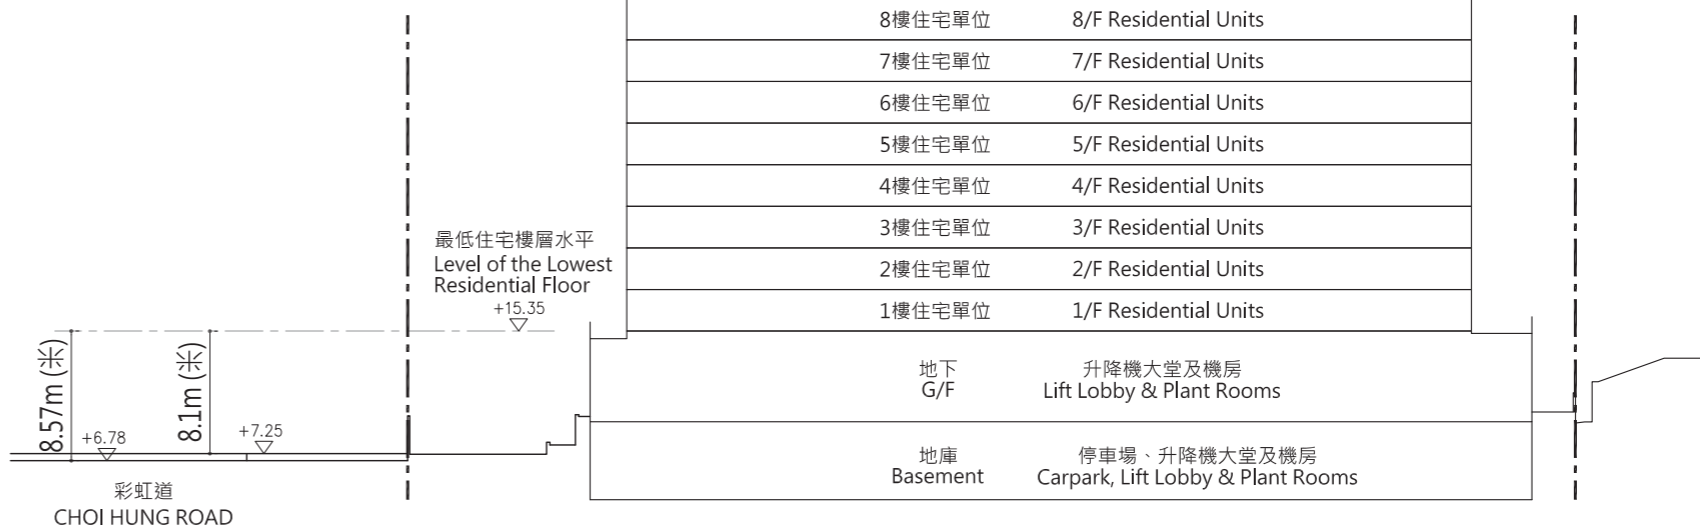 8樓住宅單位 8/F Residential Units
7樓住宅單位 7/F Residential Units
6樓住宅單位 6/F Residential Units
5樓住宅單位 5/F Residential Units
4樓住宅單位 4/F Residential Units
3樓住宅單位 3/F Residential Units
2樓住宅單位 2/F Residential Units
1樓住宅單位 1/F Residential Units
最低住宅樓層水平
Level of the Lowest
Residential Floor
+15.35
8.57m (米)
8.1m (米)
+6.78
+7.25
地下 升降機大堂及機房
G/F Lift Lobby & Plant Rooms
地庫 停車場、升降機大堂及機房
Basement Carpark, Lift Lobby & Plant Rooms
彩虹道
CHOI HUNG ROAD